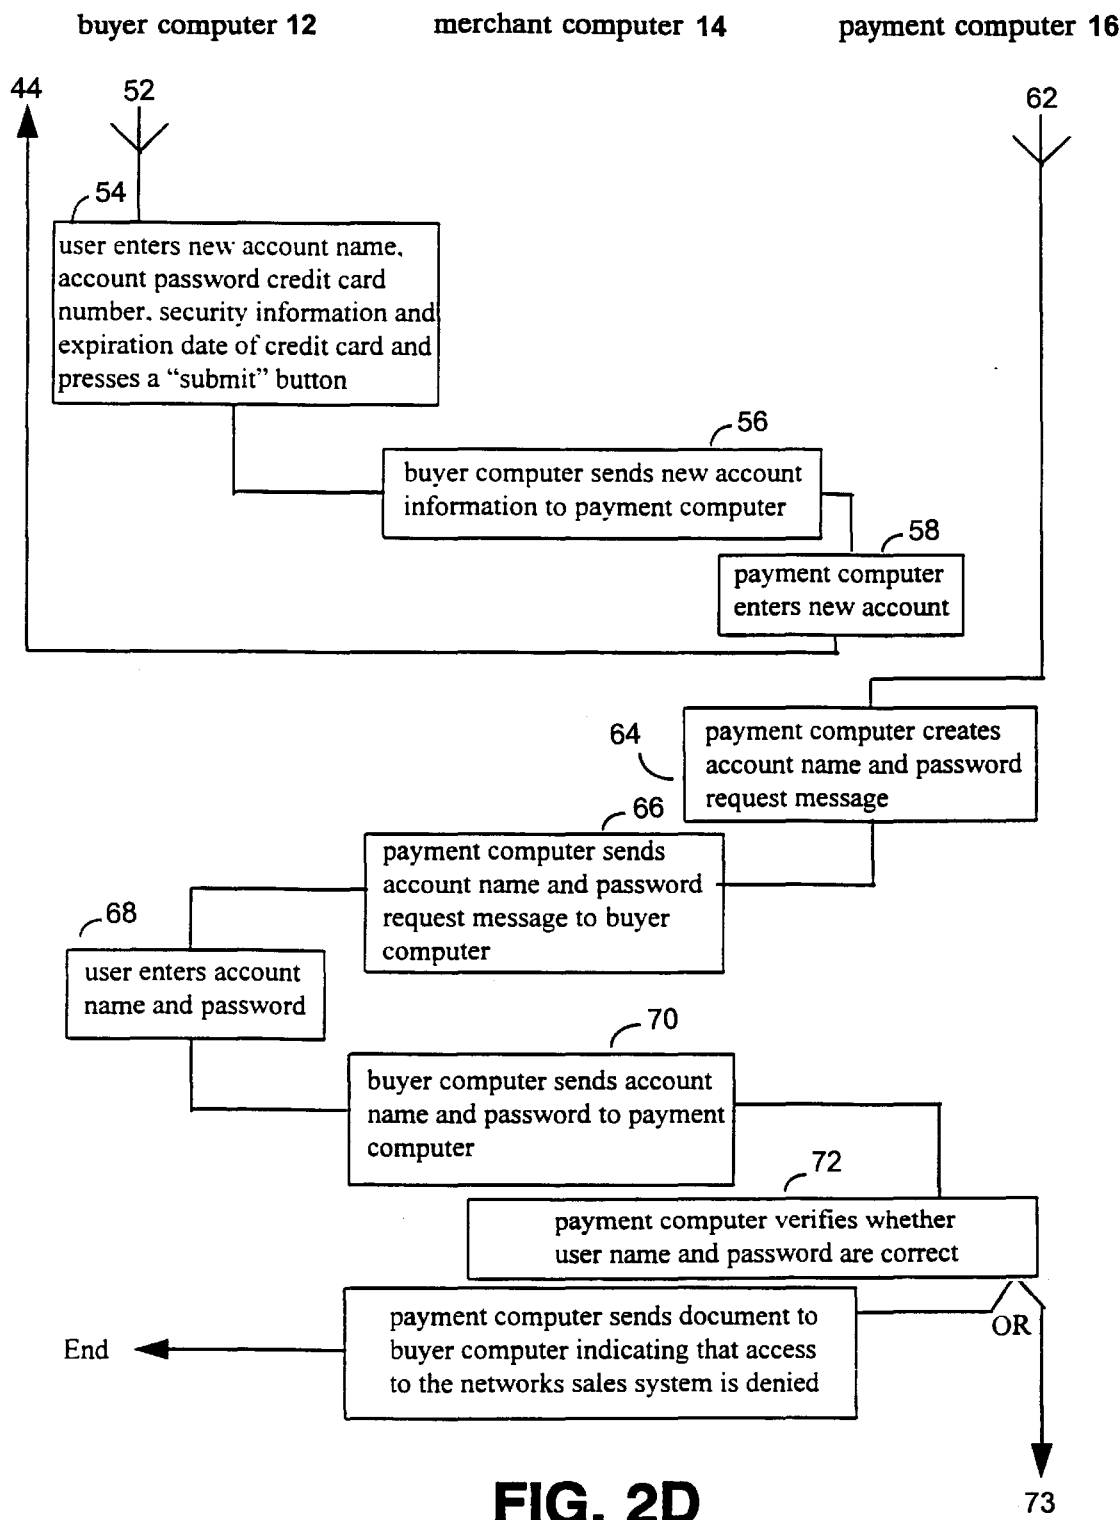 buyer computer 12 merchant computer 14 payment computer 16
44 52 62
54
user enters new account name,
account password credit card
number, security information and
expiration date of credit card and
presses a “submit” button
56
buyer computer sends new account
information to payment computer
58
payment computer
enters new account
64
payment computer creates
account name and password
request message
66
payment computer sends
account name and password
request message to buyer
computer
68
user enters account
name and password
70
buyer computer sends account
name and password to payment
computer
72
payment computer verifies whether
user name and password are correct
OR
payment computer sends document to
buyer computer indicating that access
to the networks sales system is denied
End
73
FIG. 2D